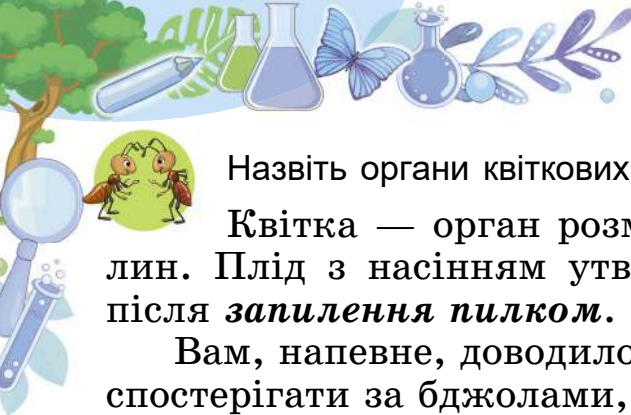 Назвіть органи квіткових
Квітка — орган розм
лин. Плід з насінням утв
після запилення пилком.
Вам, напевне, доводило
спостерігати за бджолами,